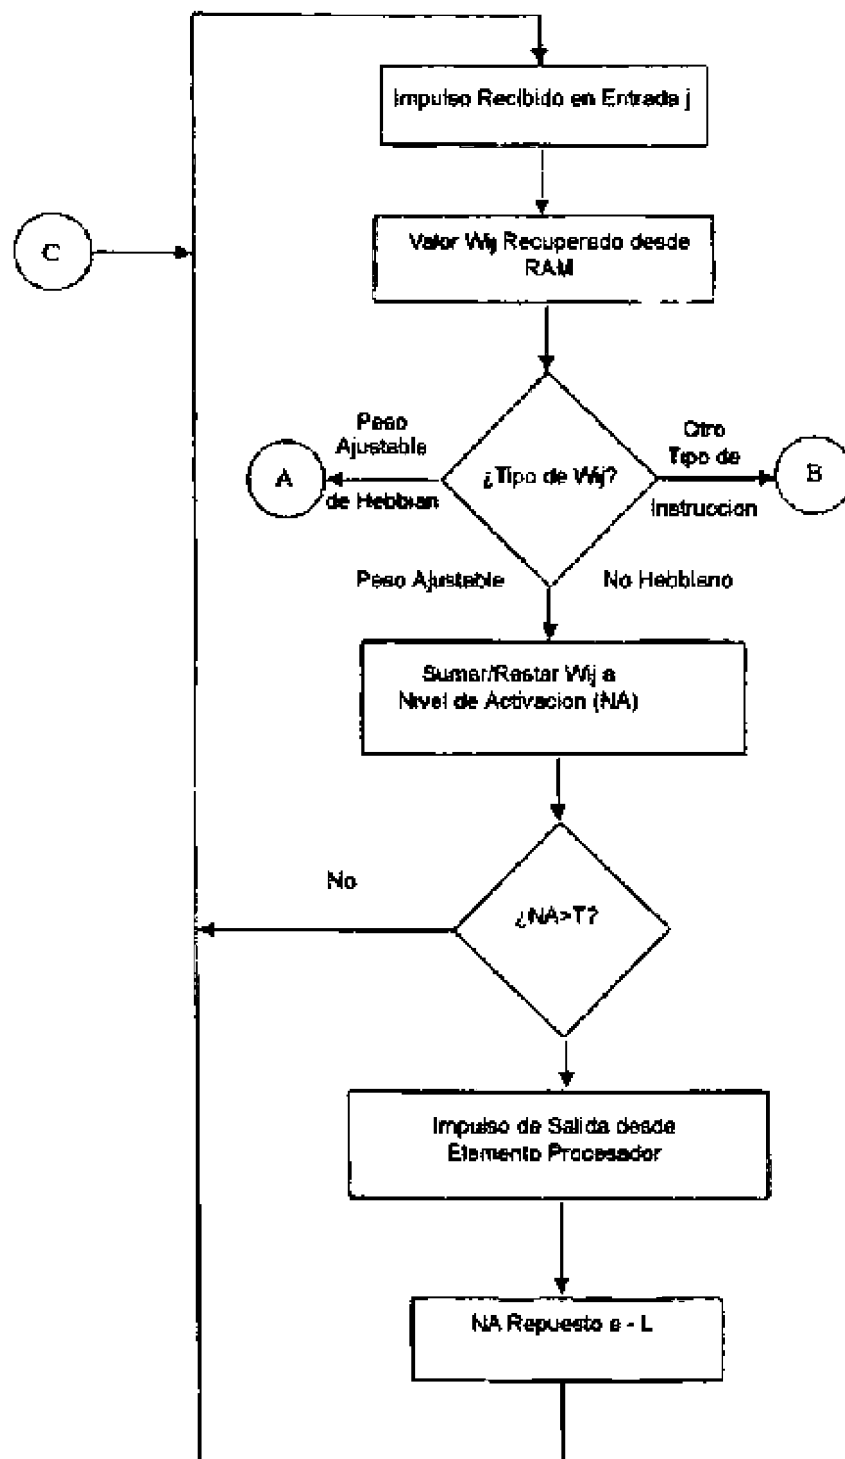 Impulso Recibido en Entrada j
C
Valor Wij Recuperado desde
RAM
Peso
Ajustable
de Hebbian
A
¿Tipo de Wij?
Otro
Tipo de
Instruccion
B
Peso Ajustable
No Hebbiano
Sumar/Restar Wij a
Nivel de Activacion (NA)
No
¿NA>T?
Impulso de Salida desde
Elemento Procesador
NA Repuesto a - L